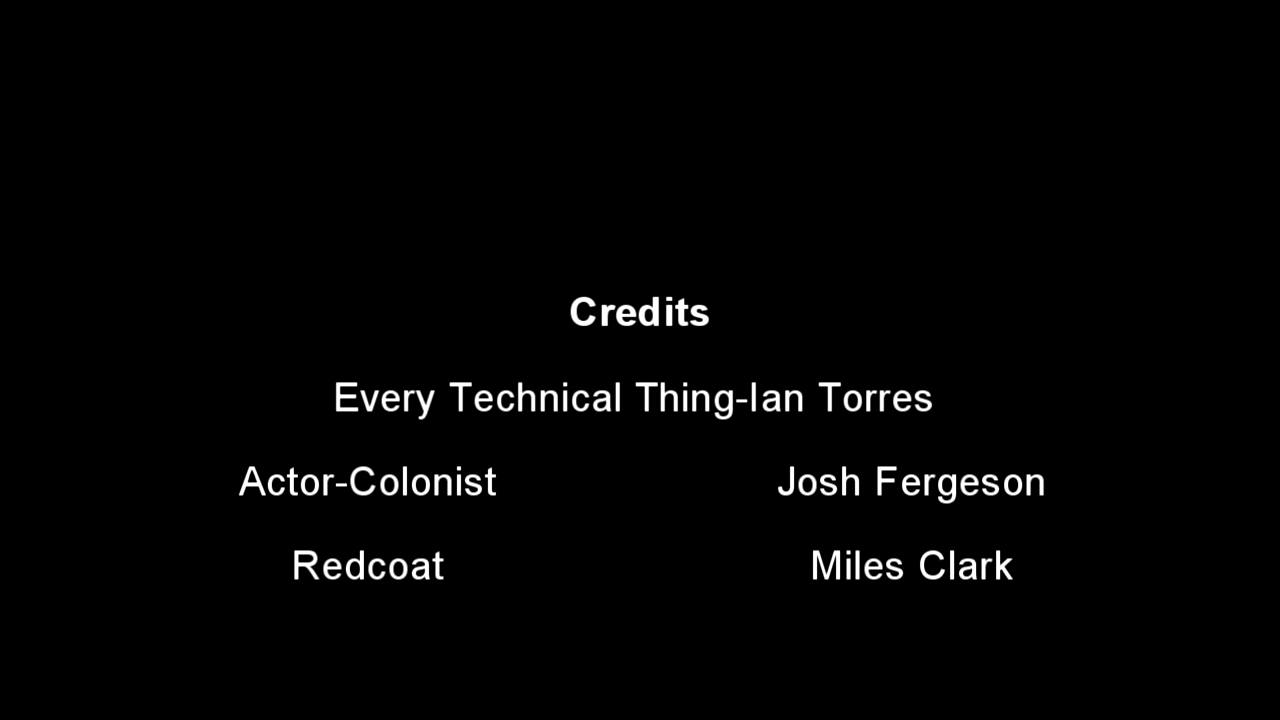 Credits
Every Technical Thing-Ian Torres
Actor-Colonist Josh Fergeson
Redcoat Miles Clark